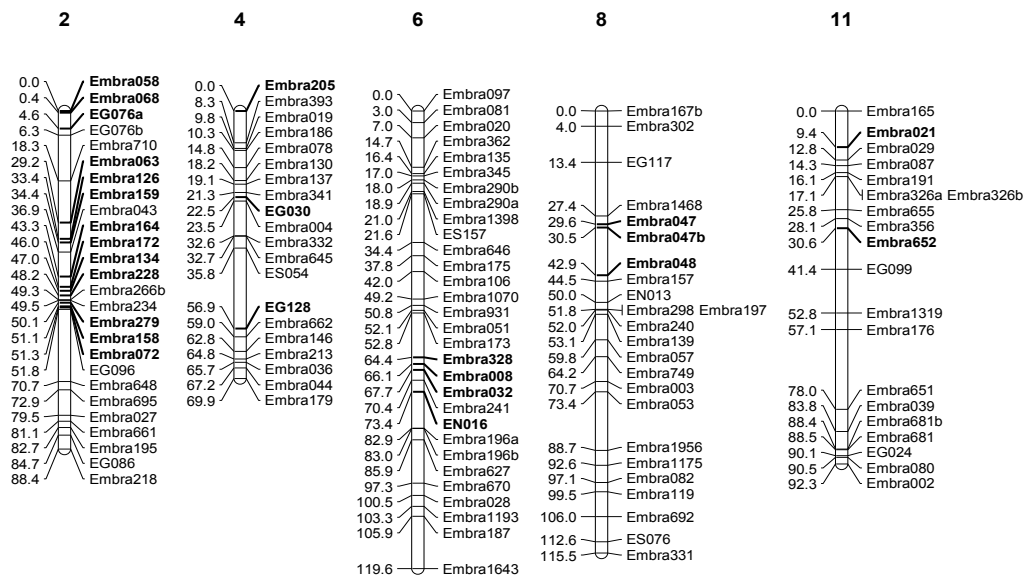 2 4 6 8 11
0.0 Embra058
0.4 Embra068
4.6 EG076a
6.3 EG076b
18.3 Embra710
29.2 Embra063
33.4 Embra126
34.4 Embra159
36.9 Embra043
43.3 Embra164
46.0 Embra172
47.0 Embra134
48.2 Embra228
49.3 Embra266b
49.5 Embra234
50.1 Embra279
51.1 Embra158
51.3 Embra072
51.8 EG096
70.7 Embra648
72.9 Embra695
79.5 Embra027
81.1 Embra661
82.7 Embra195
84.7 EG086
88.4 Embra218
0.0 Embra205
8.3 Embra393
9.8 Embra019
10.3 Embra186
14.8 Embra078
18.2 Embra130
19.1 Embra137
21.3 Embra341
22.5 EG030
23.5 Embra004
32.6 Embra332
32.7 Embra645
35.8 ES054
56.9 EG128
59.0 Embra662
62.8 Embra146
64.8 Embra213
65.7 Embra036
67.2 Embra044
69.9 Embra179
0.0 Embra097
3.0 Embra081
7.0 Embra020
14.7 Embra362
16.4 Embra135
17.0 Embra345
18.0 Embra290b
18.9 Embra290a
21.0 Embra1398
21.6 ES157
34.4 Embra646
37.8 Embra175
42.0 Embra106
49.2 Embra1070
50.8 Embra931
52.1 Embra051
52.8 Embra173
64.4 Embra328
66.1 Embra008
67.7 Embra032
70.4 Embra241
73.4 EN016
82.9 Embra196a
83.0 Embra196b
85.9 Embra627
97.3 Embra670
100.5 Embra028
103.3 Embra1193
105.9 Embra187
119.6 Embra1643
0.0 Embra167b
4.0 Embra302
13.4 EG117
27.4 Embra1468
29.6 Embra047
30.5 Embra047b
42.9 Embra048
44.5 Embra157
50.0 EN013
51.8 Embra298 Embra197
52.0 Embra240
53.1 Embra139
59.8 Embra057
64.2 Embra749
70.7 Embra003
73.4 Embra053
88.7 Embra1956
92.6 Embra1175
97.1 Embra082
99.5 Embra119
106.0 Embra692
112.6 ES076
115.5 Embra331
0.0 Embra165
9.4 Embra021
12.8 Embra029
14.3 Embra087
16.1 Embra191
17.1 Embra326a Embra326b
25.8 Embra655
28.1 Embra356
30.6 Embra652
41.4 EG099
52.8 Embra1319
57.1 Embra176
78.0 Embra651
83.8 Embra039
88.4 Embra681b
88.5 Embra681
90.1 EG024
90.5 Embra080
92.3 Embra002